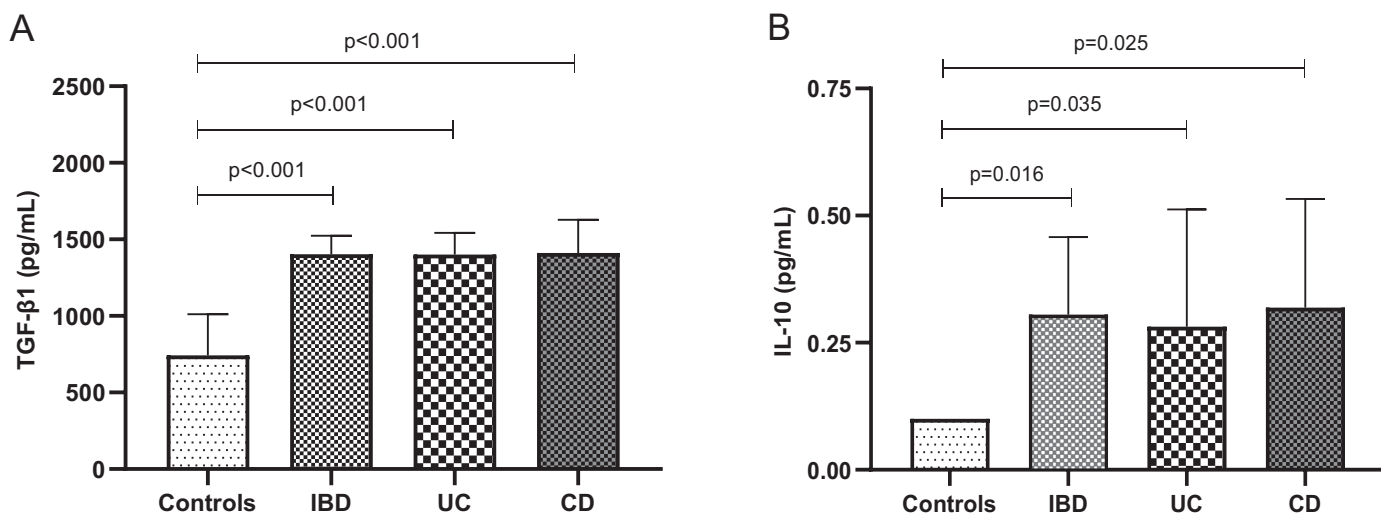 A
p<0.001
p<0.001
p<0.001
2500
2000
1500
1000
500
0
TGF-β1 (pg/mL)
Controls IBD UC CD
B
p=0.025
p=0.035
p=0.016
0.75
0.50
0.25
0.00
IL-10 (pg/mL)
Controls IBD UC CD